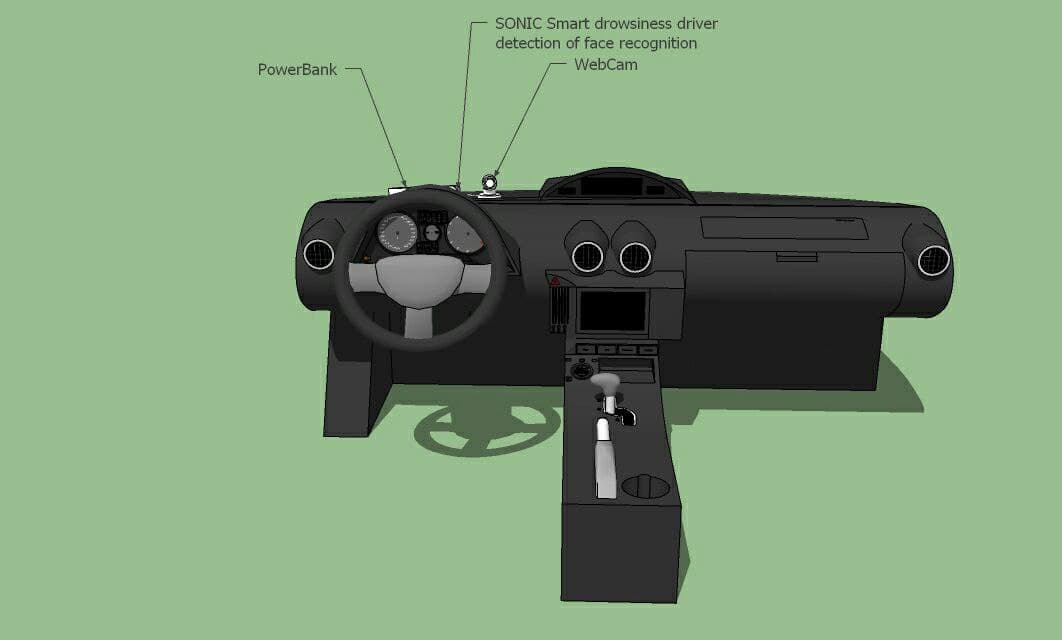 SONIC Smart drowsiness driver
detection of face recognition
WebCam
PowerBank